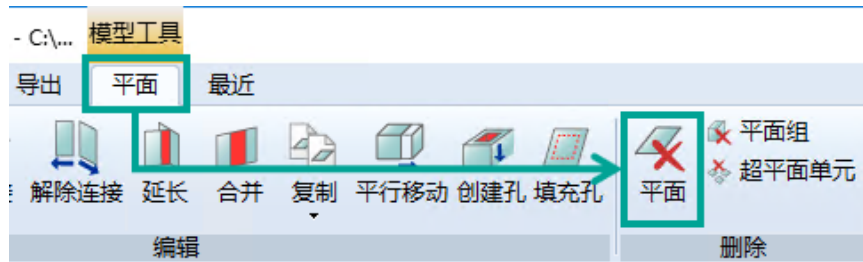 - C:\... 模型工具
导出 平面 最近
解除连接 延长 合并 复制 平行移动 创建孔 填充孔 平面 平面组
超平面单元
编辑 删除